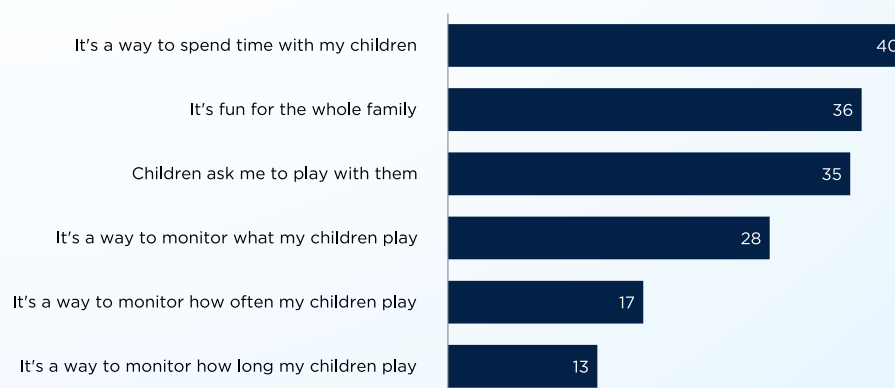 It's a way to spend time with my children 40
It's fun for the whole family 36
Children ask me to play with them 35
It's a way to monitor what my children play 28
It's a way to monitor how often my children play 17
It's a way to monitor how long my children play 13